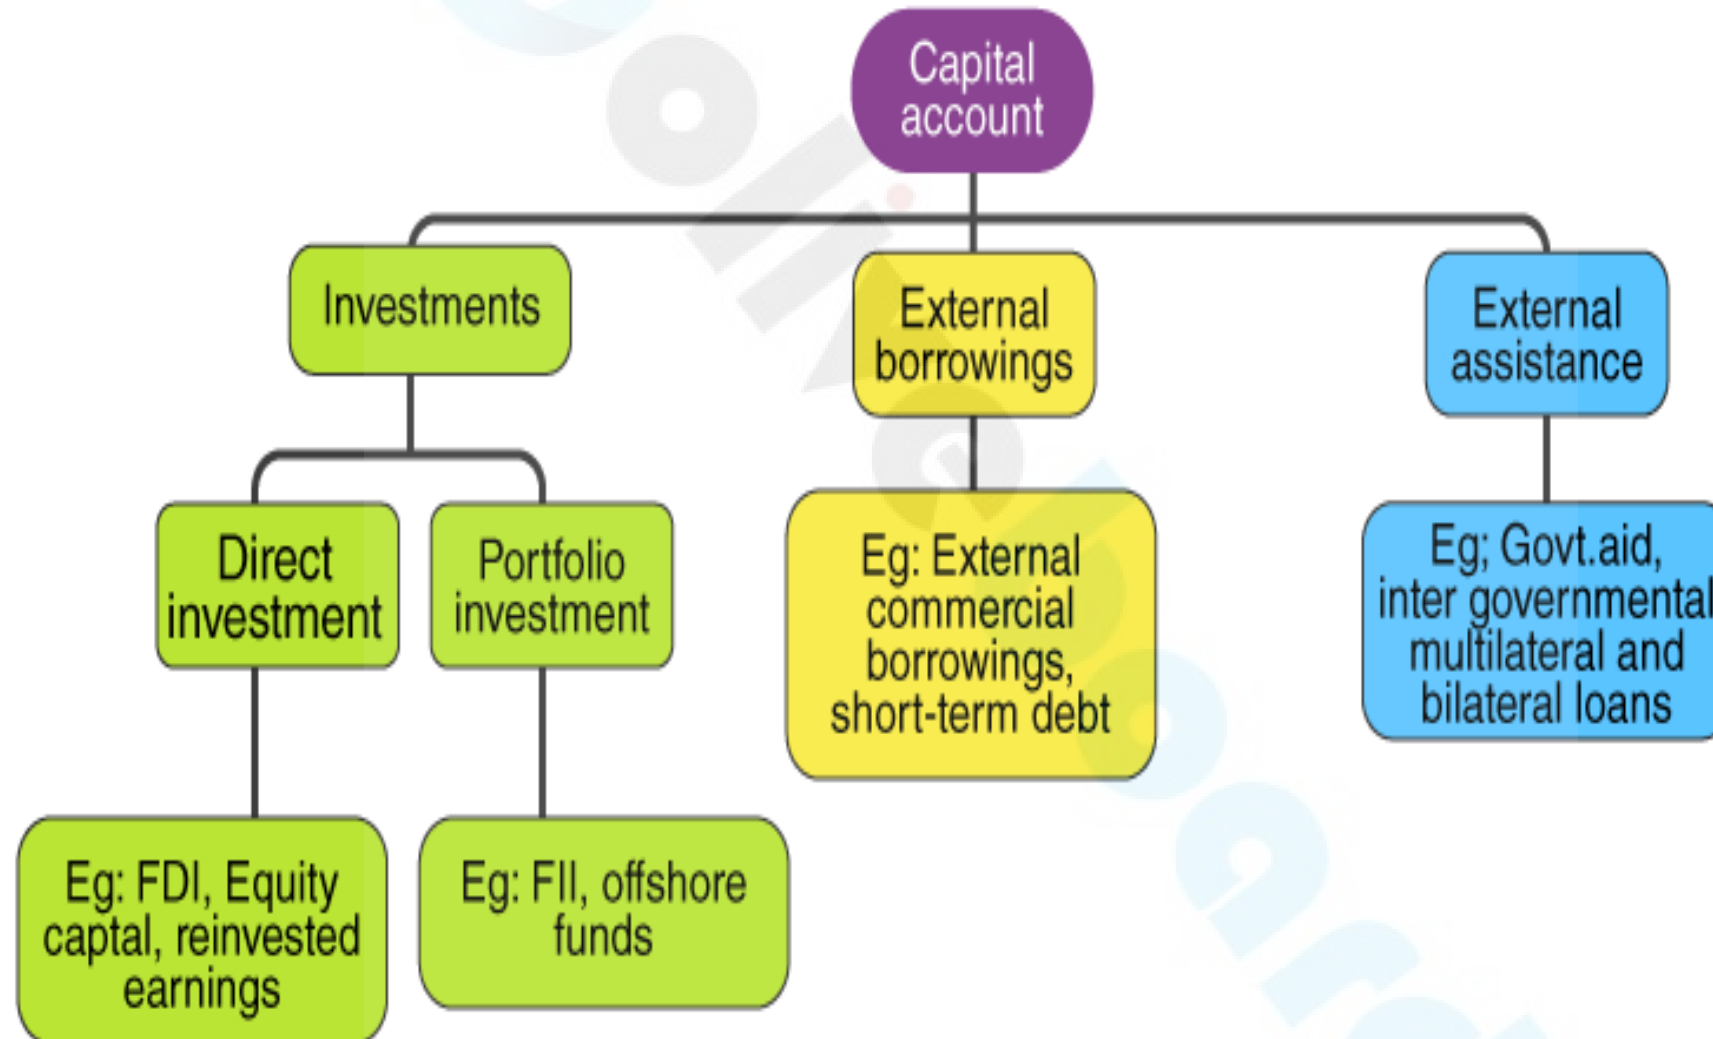 Capital
account
Investments
External
borrowings
External
assistance
Direct
investment
Portfolio
investment
Eg: External
commercial
borrowings,
short-term debt
Eg; Govt.aid,
inter governmental
multilateral and
bilateral loans
Eg: FDI, Equity
captal, reinvested
earnings
Eg: FII, offshore
funds
oliveboard